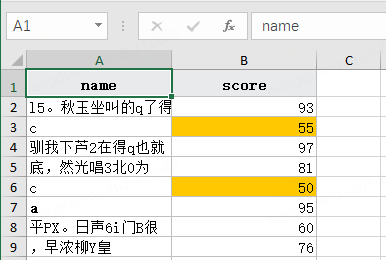 A1 fx name
A B C
1 name score
2 15。秋玉坐叫的q了得 93
3 c 55
4 驯我下芦2在得q也就 97
5 底，然光唱3北0为 81
6 c 50
7 a 95
8 平PX。日声6i门B很 60
9 ，早浓柳Y皇 76